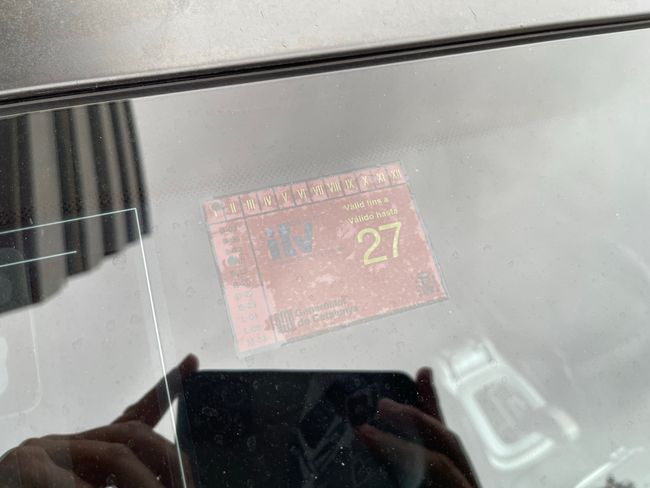 I II III IV V VI VII VIII IX X XI XII
Vàlid fins a
Válido hasta
itv
27
Generalitat
de Catalunya